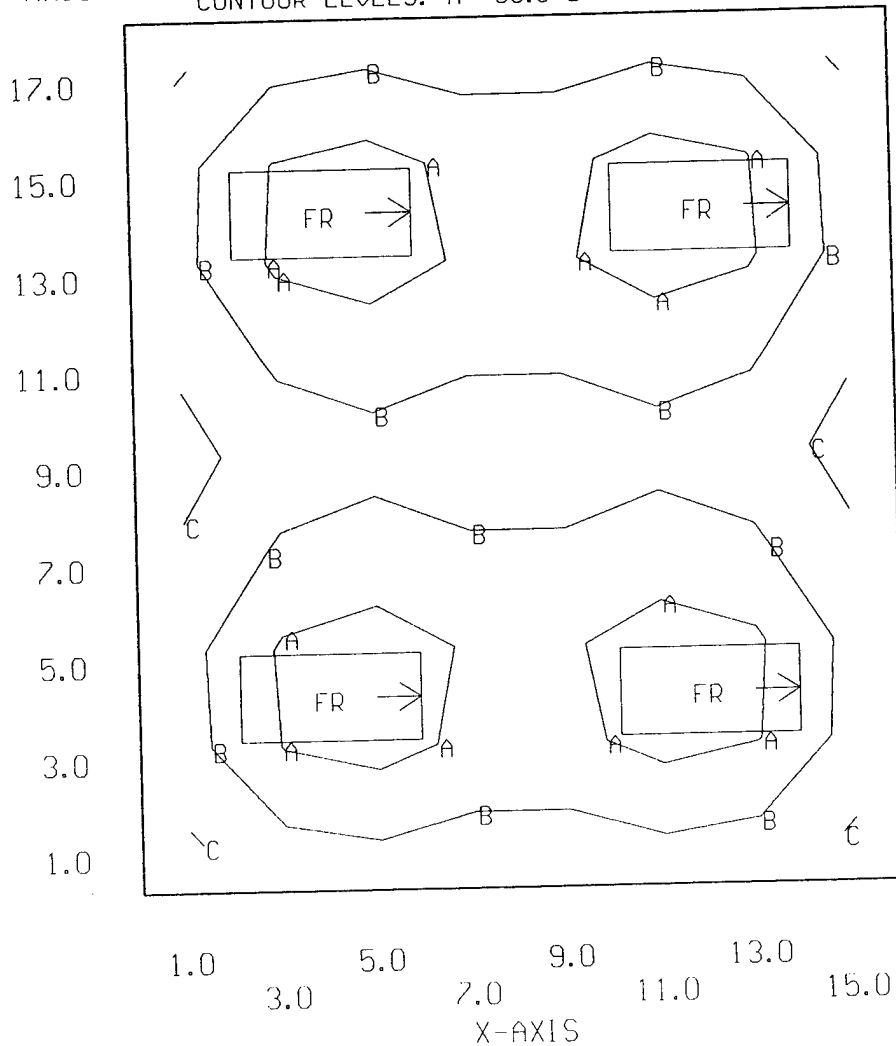 CONTOUR LEVELS: A
17.0
B B
15.0
A A
FR FR
13.0
B A A A B
A
11.0
B B
9.0
C
C
B B B
7.0
A A
5.0
FR FR
3.0
B A A A A
B B
1.0
C C
1.0 5.0 9.0 13.0
3.0 7.0 11.0 15.0
X-AXIS